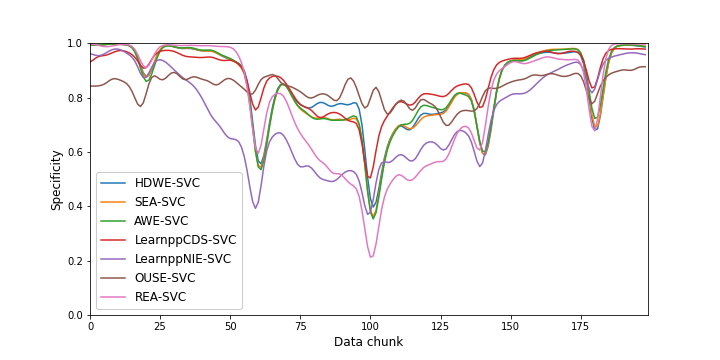 1.0
0.8
0.6
0.4
0.2
0.0
Specificity
HDWE-SVC
SEA-SVC
AWE-SVC
LearnppCDS-SVC
LearnppNIE-SVC
OUSE-SVC
REA-SVC
0 25 50 75 100 125 150 175
Data chunk